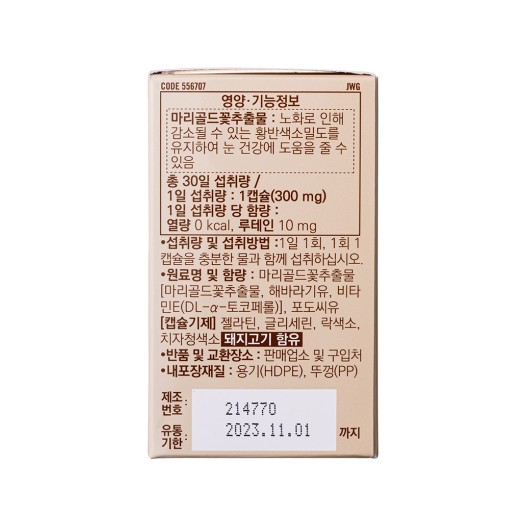 CODE 556707 JWG
영양·기능정보
마리골드꽃추출물 : 노화로 인해
감소될 수 있는 황반색소밀도를
유지하여 눈 건강에 도움을 줄 수
있음
총 30일 섭취량 /
1일 섭취량 : 1캡슐(300 mg)
1일 섭취량 당 함량 :
열량 0 kcal, 루테인 10 mg
•섭취량 및 섭취방법 :1일 1회, 1회 1
캡슐을 충분한 물과 함께 섭취하십시오.
•원료명 및 함량 : 마리골드꽃추출물
[마리골드꽃추출물, 해바라기유, 비타
민E(DL-α-토코페롤)], 포도씨유
[캡슐기제] 젤라틴, 글리세린, 락색소,
치자청색소 돼지고기 함유
•반품 및 교환장소 : 판매업소 및 구입처
•내포장재질 : 용기(HDPE), 뚜껑(PP)
제조
번호 : 214770
유통
기한 : 2023.11.01 까지